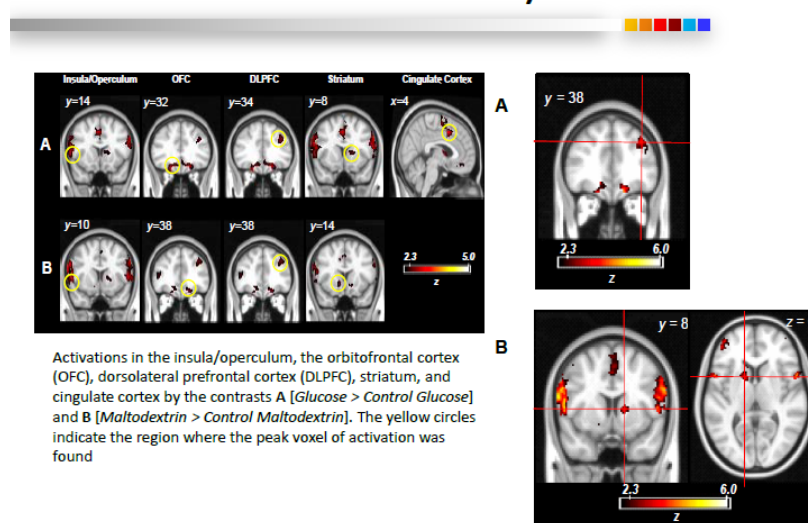 Insula/Operculum OFC DLPFC Striatum Cingulate Cortex
y=14 y=32 y=34 y=8 x=4
A
y=10 y=38 y=38 y=14
B
2.3 5.0
z
Activations in the insula/operculum, the orbitofrontal cortex
(OFC), dorsolateral prefrontal cortex (DLPFC), striatum, and
cingulate cortex by the contrasts A [Glucose > Control Glucose]
and B [Maltodextrin > Control Maltodextrin]. The yellow circles
indicate the region where the peak voxel of activation was
found
A
y = 38
2.3 6.0
z
B
y = 8 z =
2.3 6.0
z